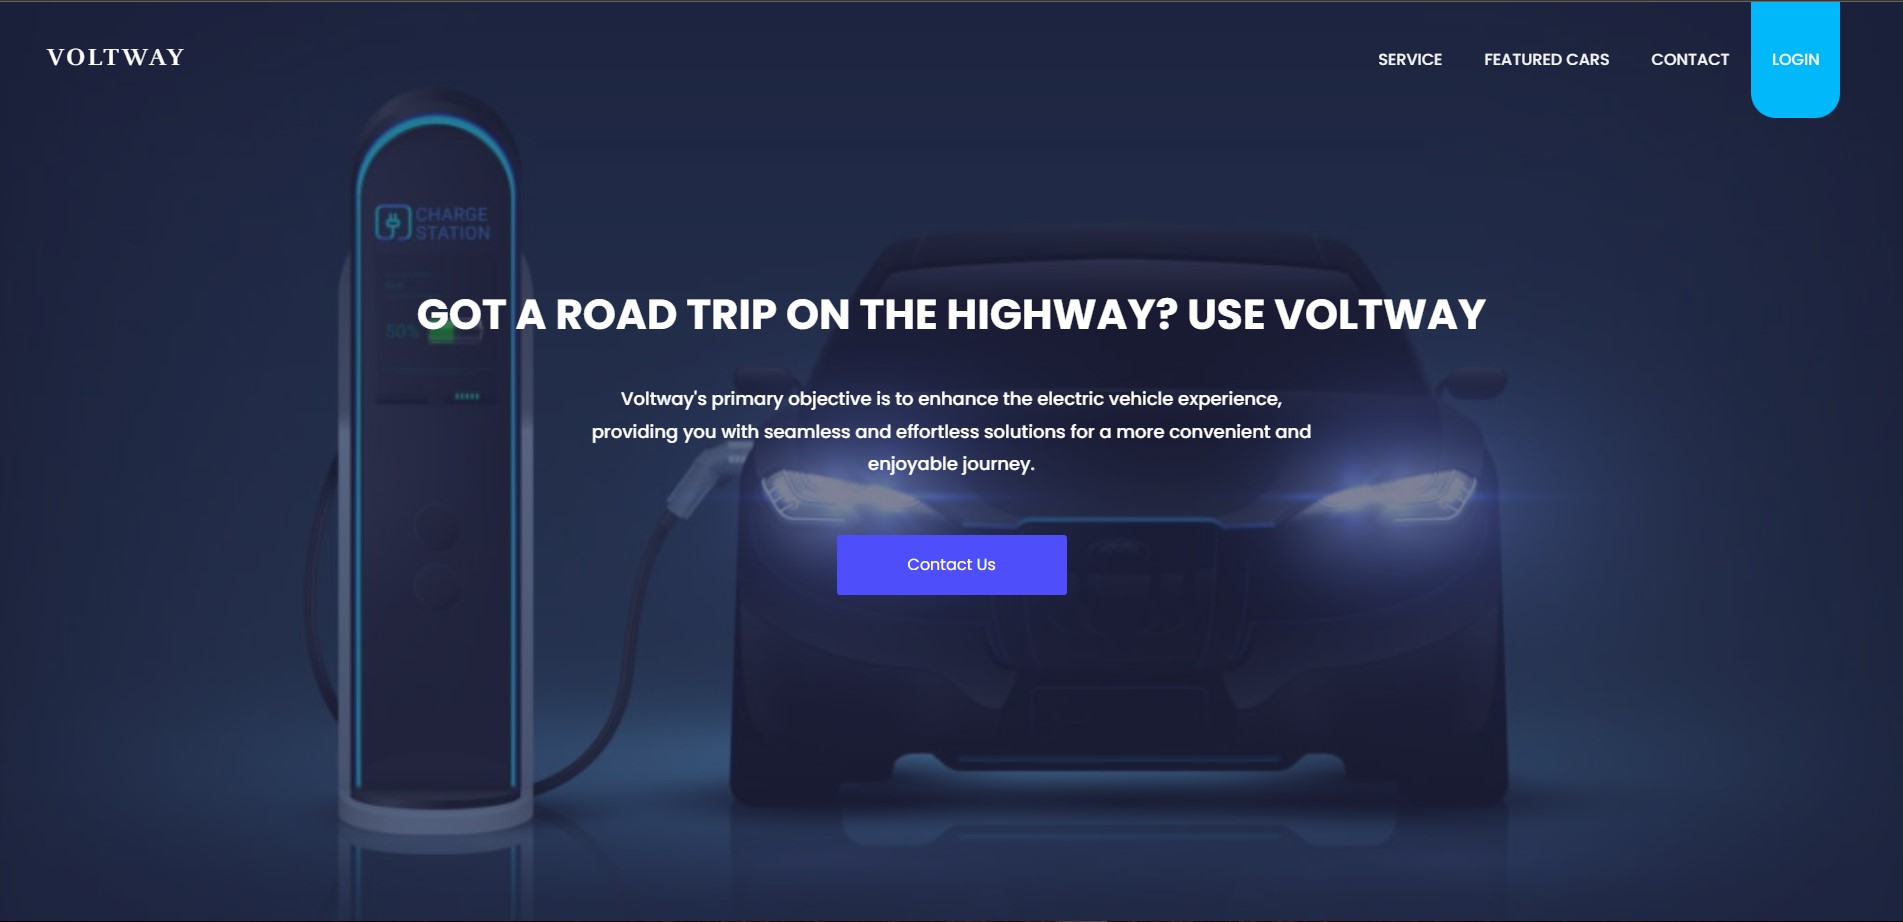 VOLTWAY
SERVICE FEATURED CARS CONTACT LOGIN
CHARGE
STATION
GOT A ROAD TRIP ON THE HIGHWAY? USE VOLTWAY
50%
Voltway's primary objective is to enhance the electric vehicle experience,
providing you with seamless and effortless solutions for a more convenient and
enjoyable journey.
Contact Us